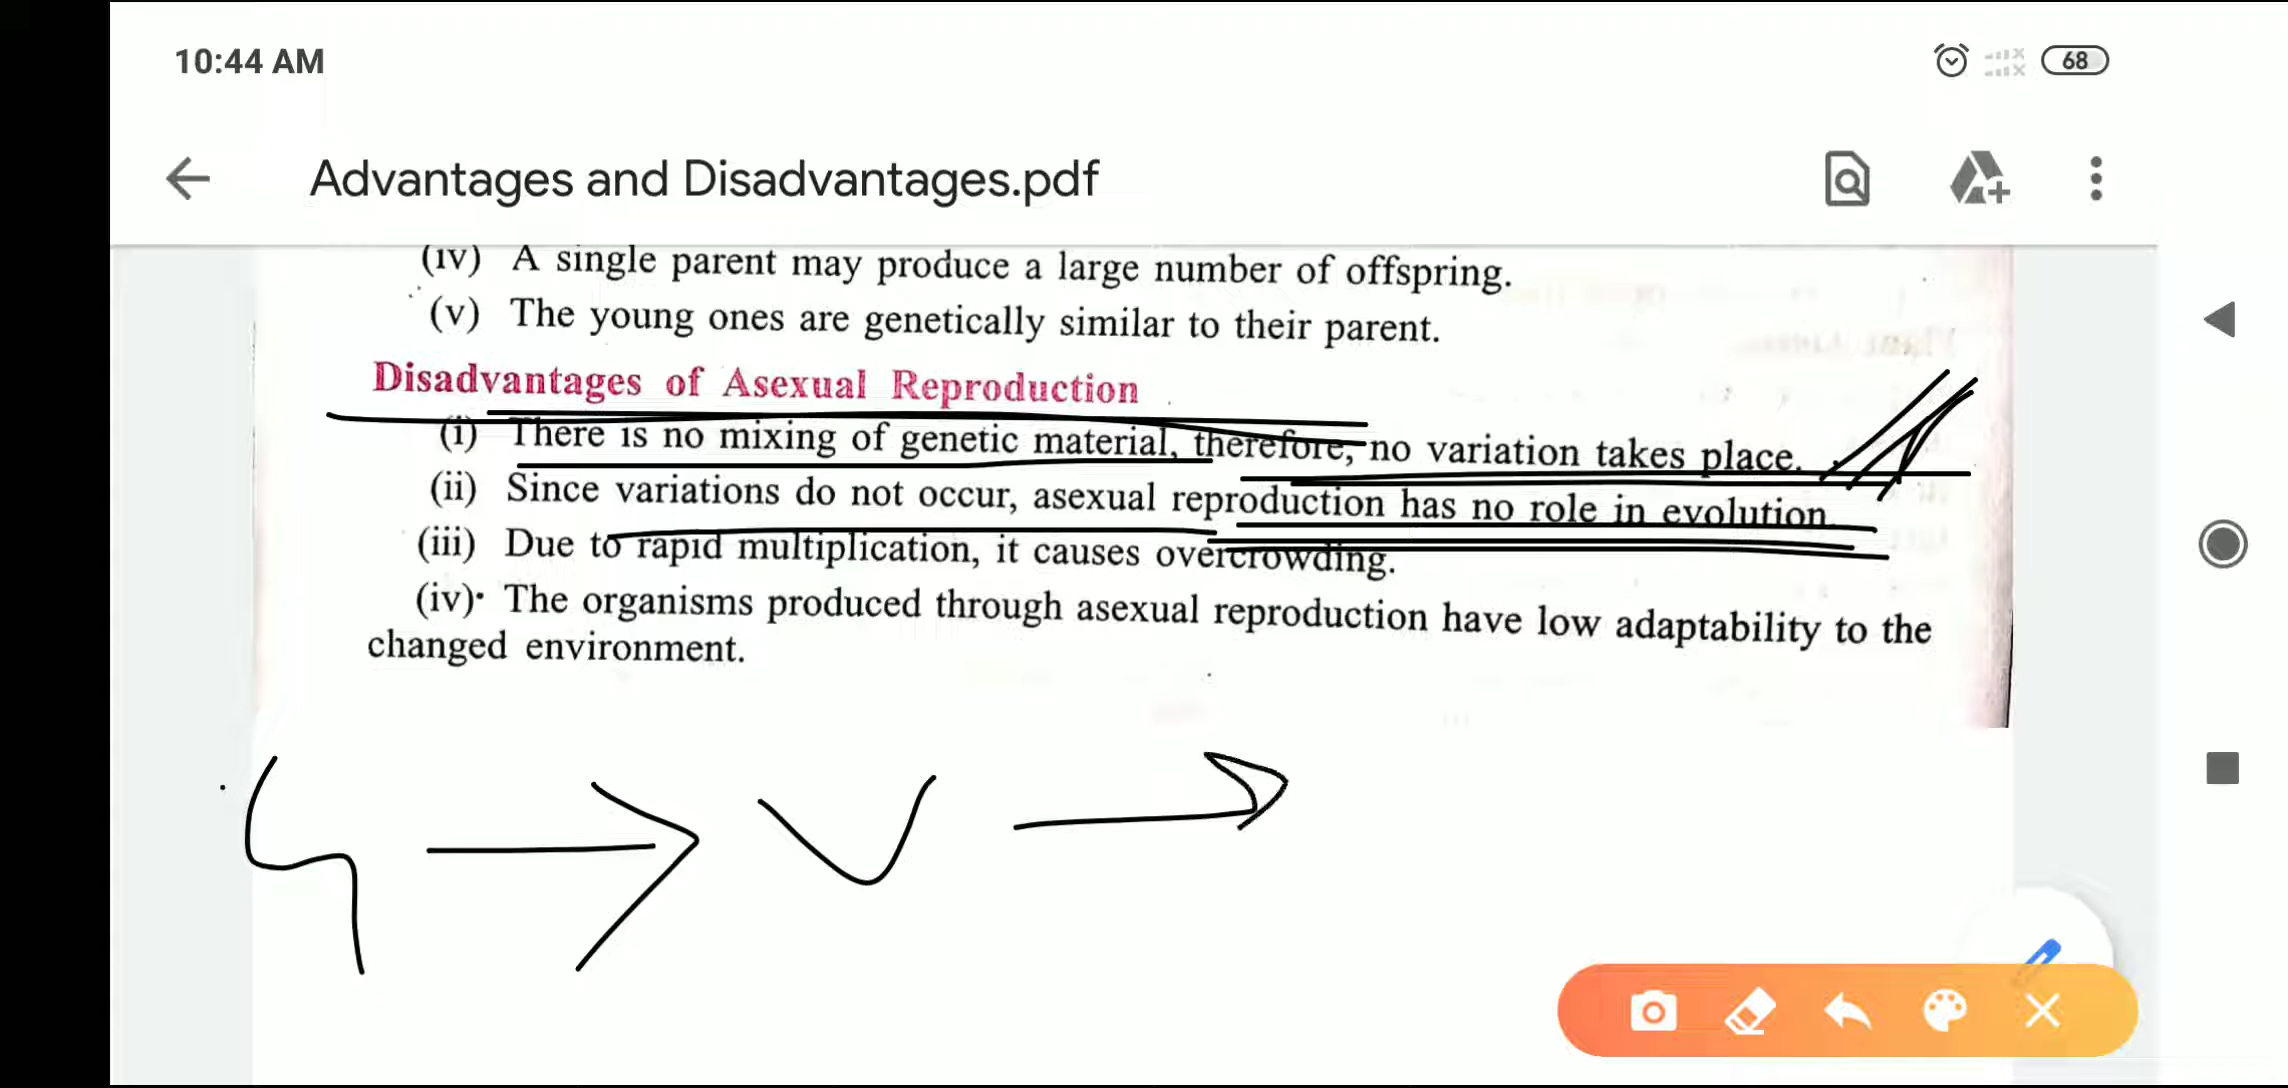 10:44 AM
68
Advantages and Disadvantages.pdf
(iv) A single parent may produce a large number of offspring.
(v) The young ones are genetically similar to their parent.
Disadvantages of Asexual Reproduction
(i) There is no mixing of genetic material, therefore, no variation takes place.
(ii) Since variations do not occur, asexual reproduction has no role in evolution.
(iii) Due to rapid multiplication, it causes overcrowding.
(iv) The organisms produced through asexual reproduction have low adaptability to the
changed environment.
G → V →